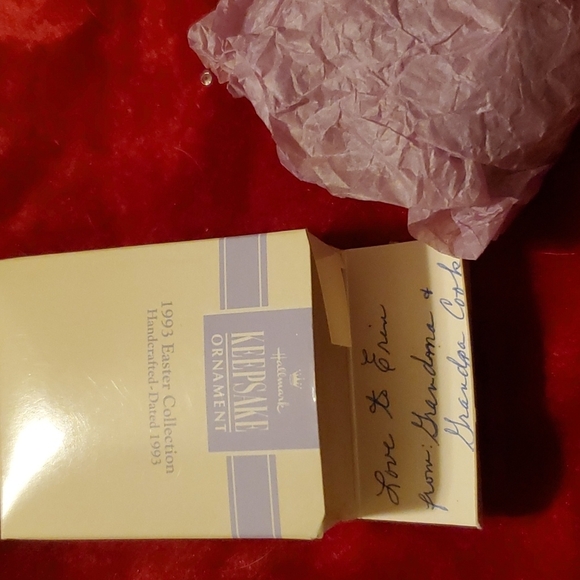 Hallmark
KEEPSAKE
ORNAMENT
1993 Easter Collection
Handcrafted · Dated 1993
Love to Erin
from: Grandma &
Grandpa Cook